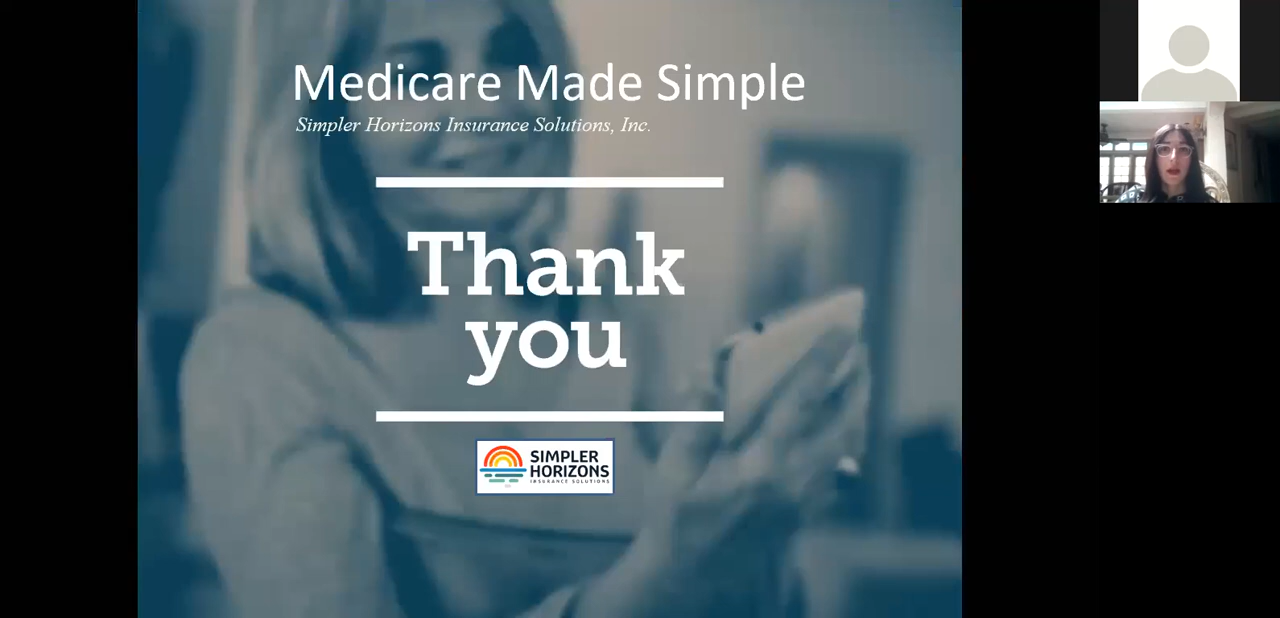 Medicare Made Simple
Simpler Horizons Insurance Solutions, Inc.
Thank
you
SIMPLER
HORIZONS
INSURANCE SOLUTIONS